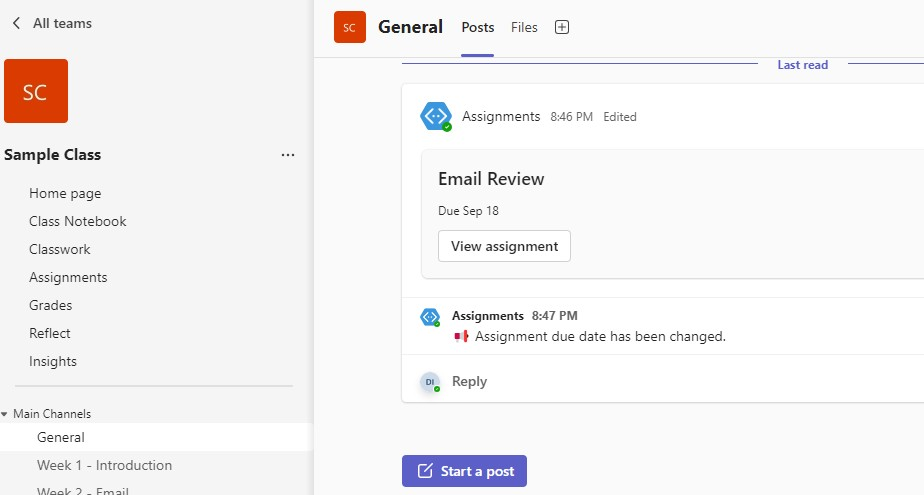 All teams
SC
Sample Class
...
Home page
Class Notebook
Classwork
Assignments
Grades
Reflect
Insights
Main Channels
General
Week 1 - Introduction
Week 2 - Email
SC General Posts Files
Last read
Assignments 8:46 PM Edited
Email Review
Due Sep 18
View assignment
Assignments 8:47 PM
Assignment due date has been changed.
DI Reply
Start a post